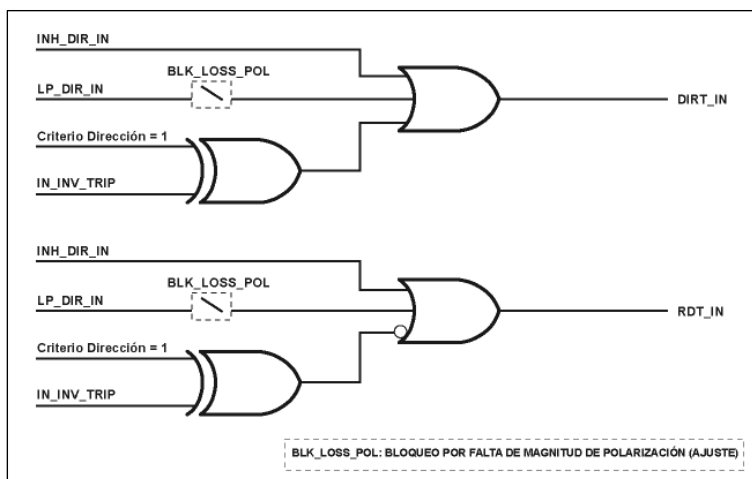 INH_DIR_IN
BLK_LOSS_POL
LP_DIR_IN
DIRT_IN
Criterio Dirección = 1
IN_INV_TRIP
INH_DIR_IN
BLK_LOSS_POL
LP_DIR_IN
RDT_IN
Criterio Dirección = 1
IN_INV_TRIP
BLK_LOSS_POL: BLOQUEO POR FALTA DE MAGNITUD DE POLARIZACIÓN (AJUSTE)